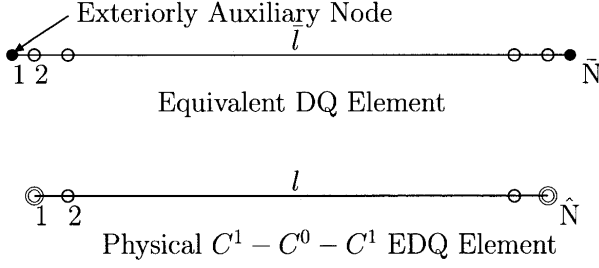 Exteriorly Auxiliary Node
l̄
1 2 N̄
Equivalent DQ Element
l
1 2 N̂
Physical C¹ − C⁰ − C¹ EDQ Element